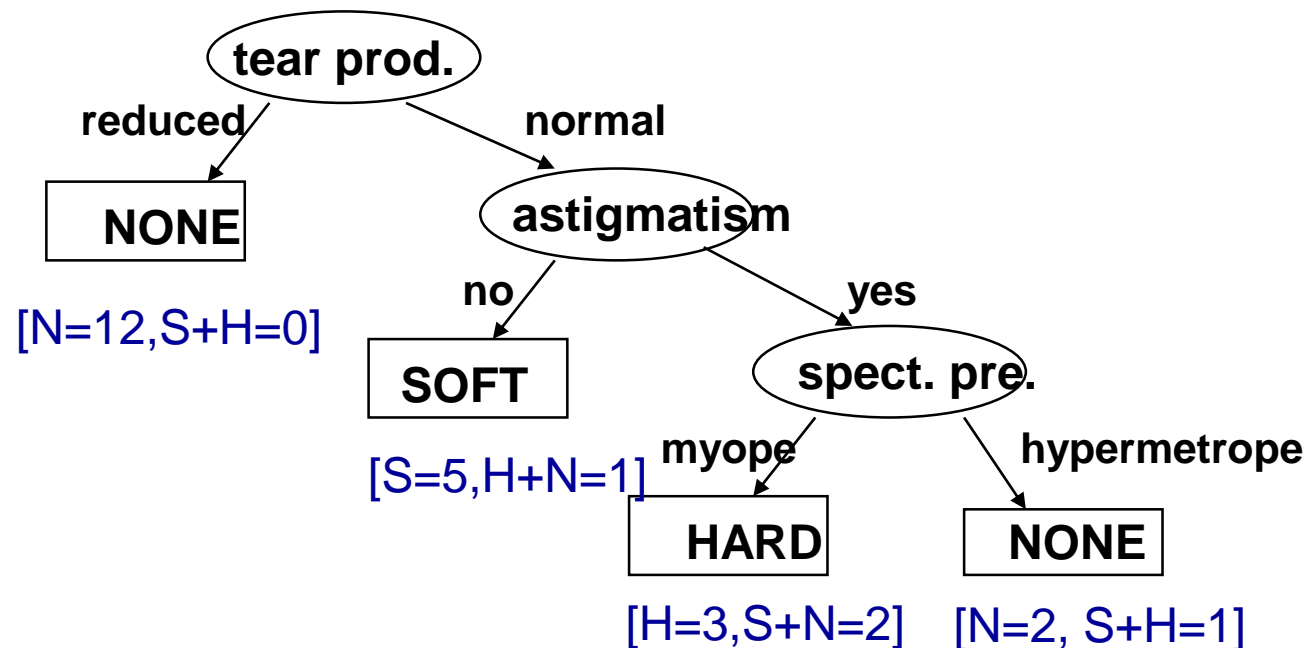 tear prod.
reduced
normal
NONE
astigmatism
[N=12,S+H=0]
no
yes
SOFT
spect. pre.
[S=5,H+N=1]
myope
hypermetrope
HARD
NONE
[H=3,S+N=2]
[N=2, S+H=1]